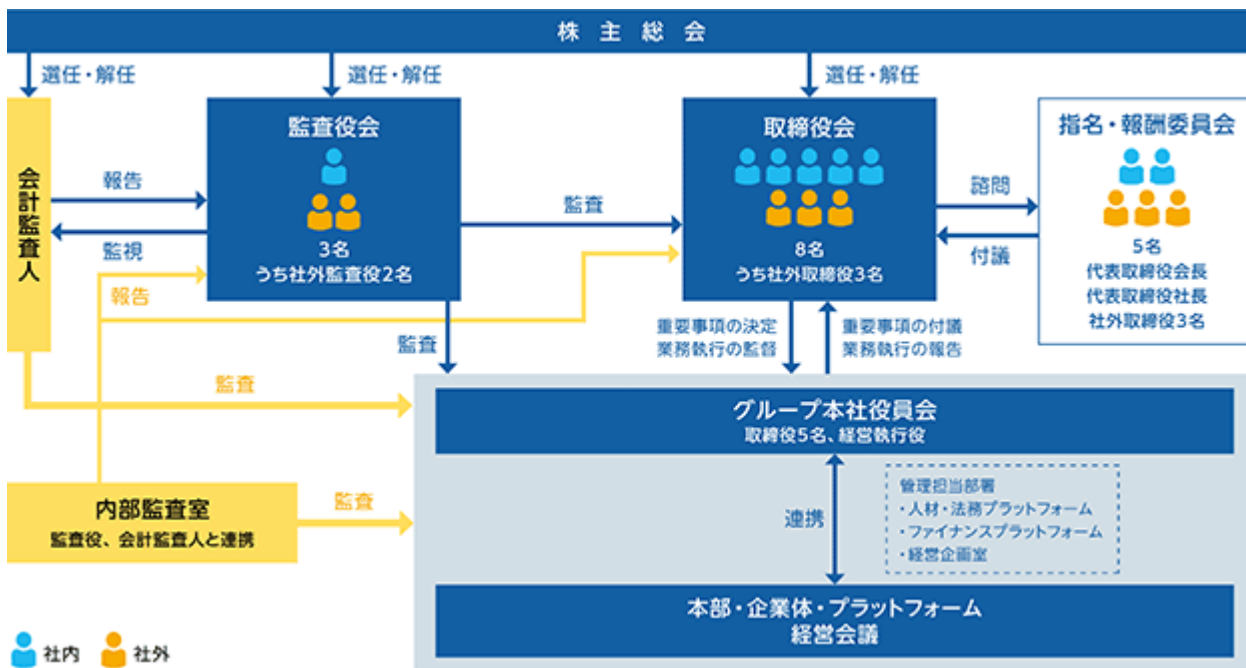 株主総会
選任・解任
選任・解任
選任・解任
会計監査人
報告
監視
監査役会
3名
うち社外監査役2名
監査
取締役会
8名
うち社外取締役3名
諮問
付議
指名・報酬委員会
5名
代表取締役会長
代表取締役社長
社外取締役3名
報告
監査
重要事項の決定
業務執行の監督
重要事項の付議
業務執行の報告
監査
グループ本社役員会
取締役5名、経営執行役
内部監査室
監査役、会計監査人と連携
監査
連携
管理担当部署
・人材・法務プラットフォーム
・ファイナンスプラットフォーム
・経営企画室
本部・企業体・プラットフォーム
経営会議
社内
社外